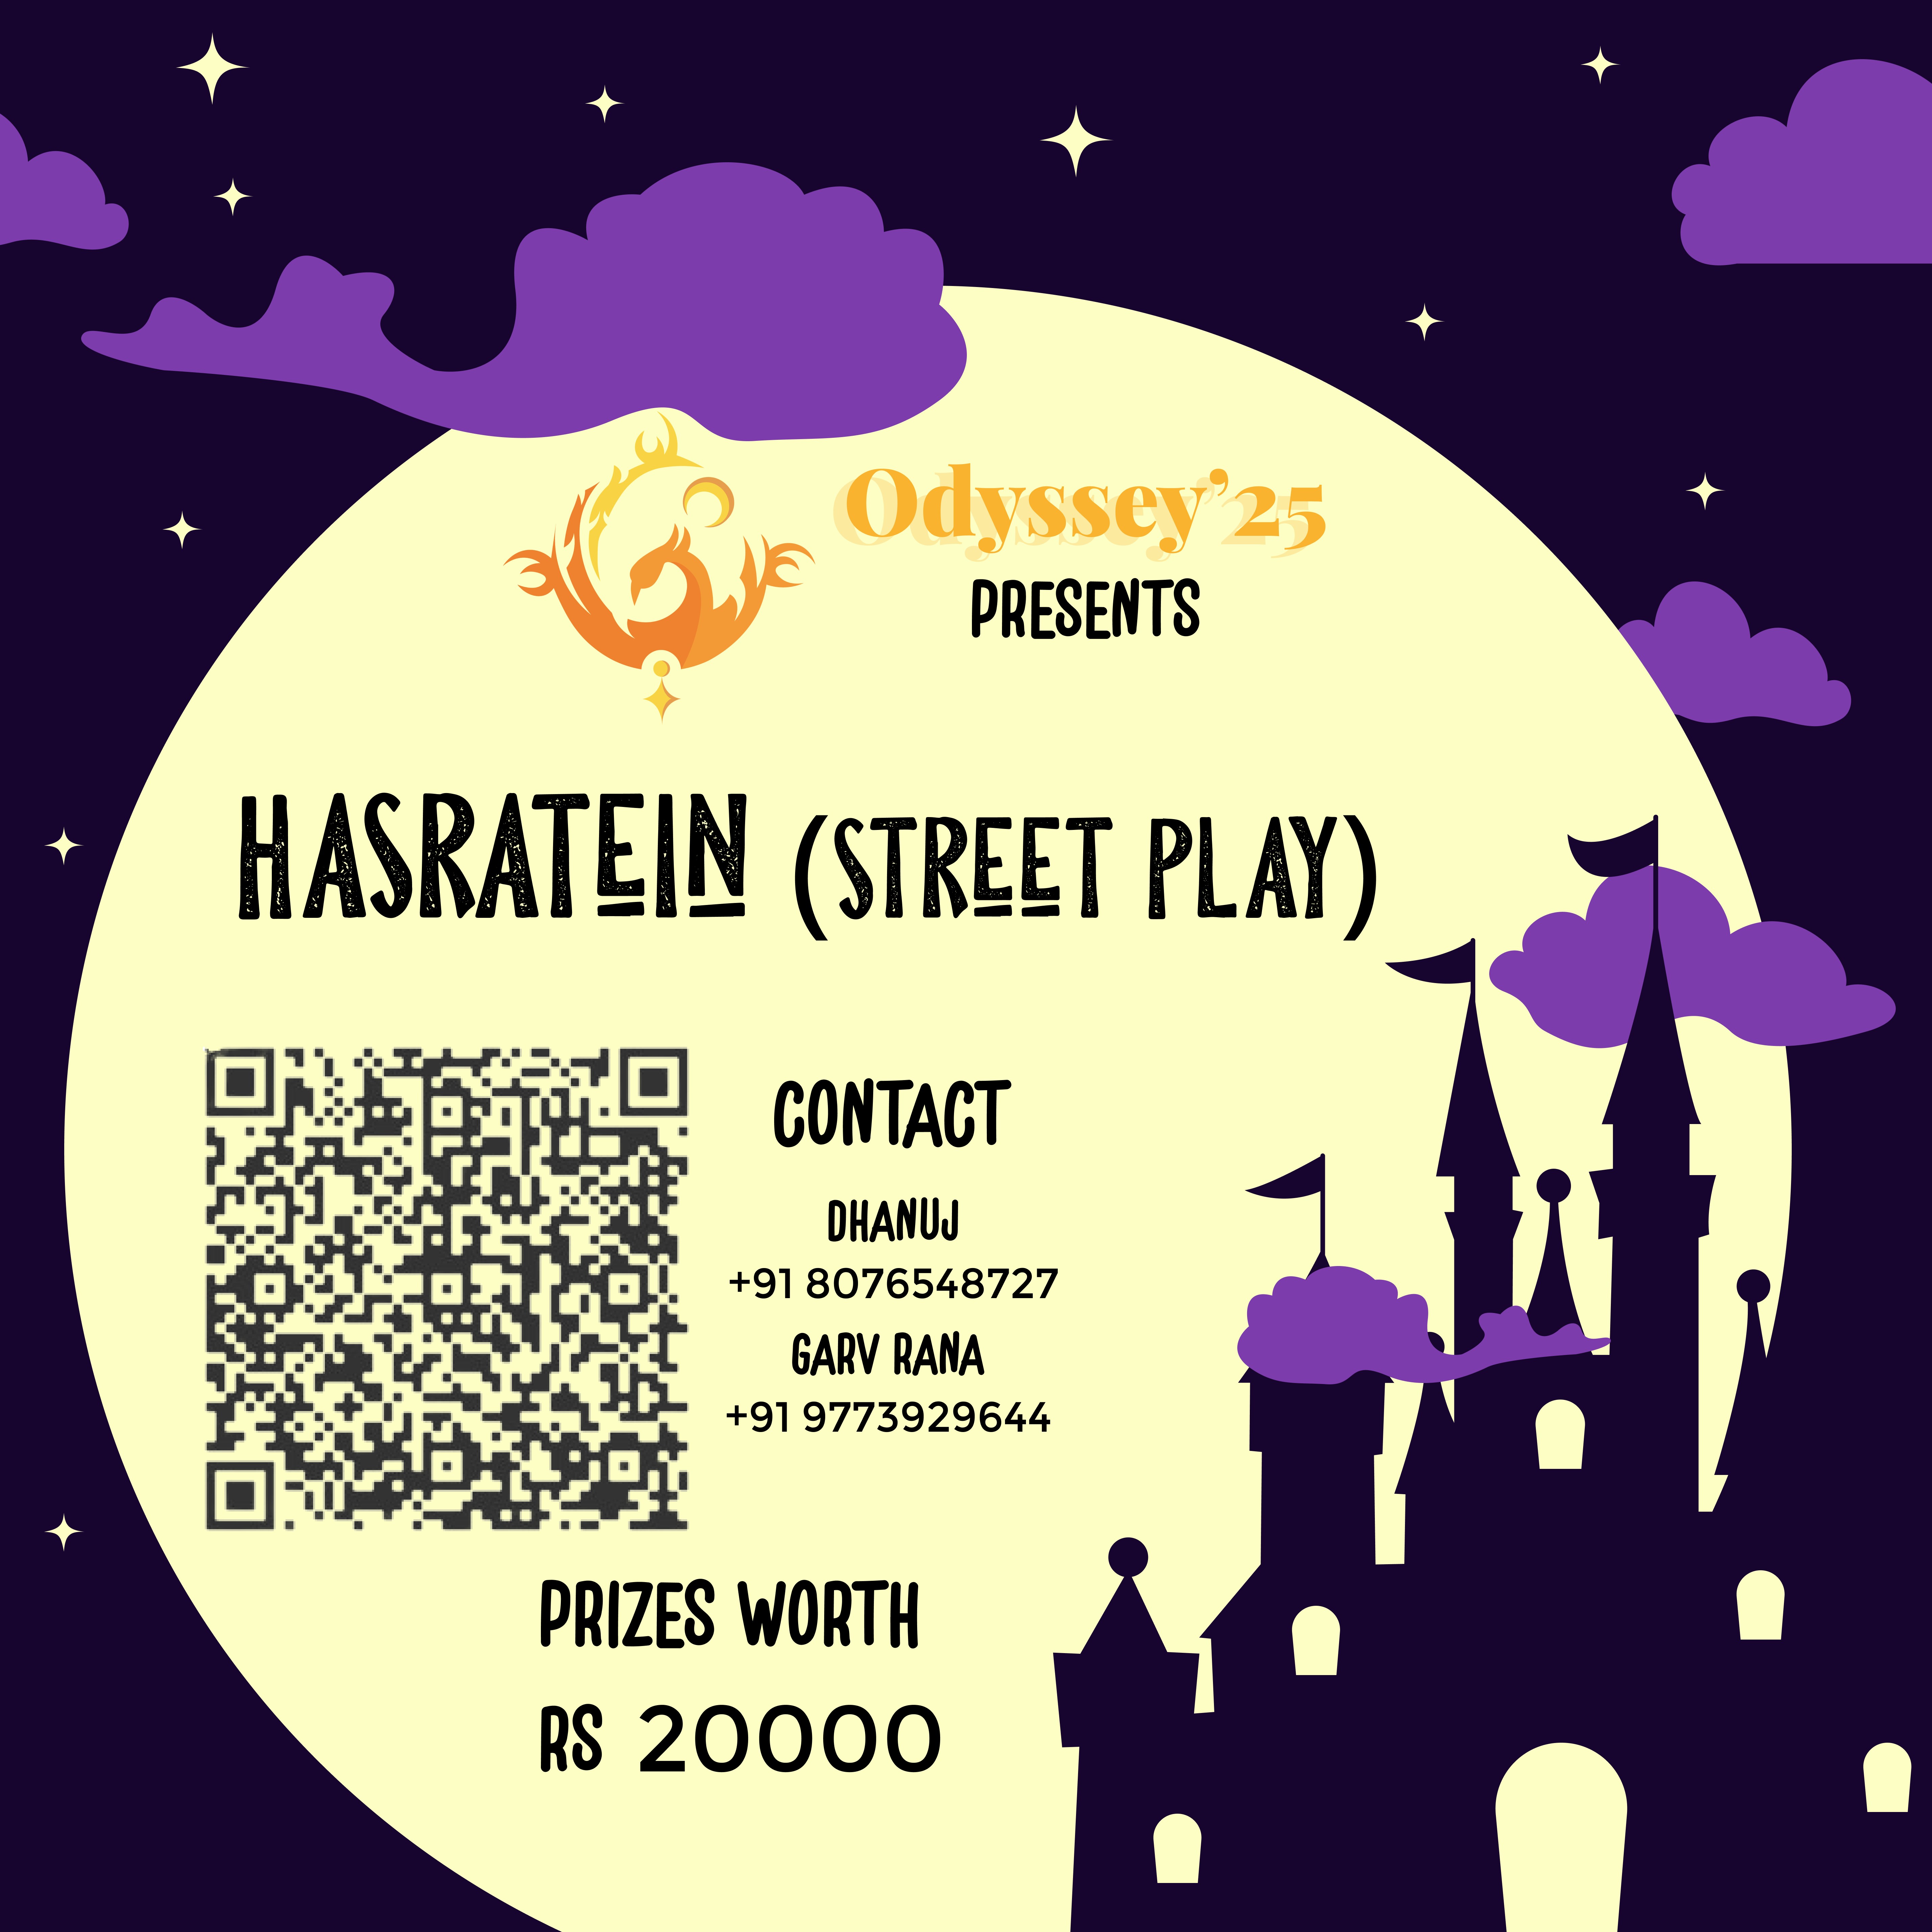 Odyssey'25
PRESENTS
HASRATEIN (STREET PLAY)
CONTACT
DHANUJ
+91 8076548727
GARV RANA
+91 9773929644
PRIZES WORTH
RS 20000